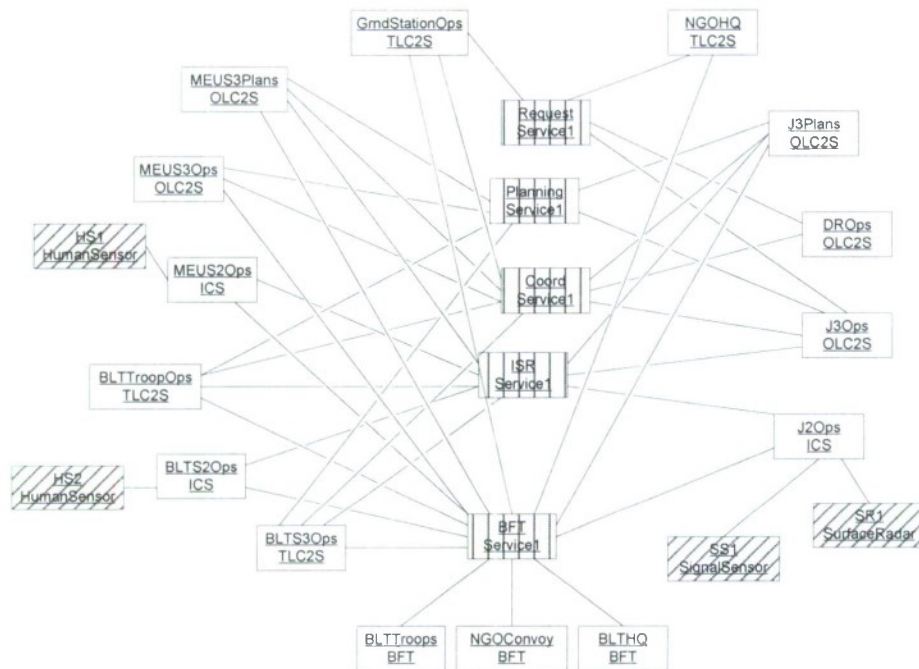 GrndStationOps
TLC2S
NGOHQ
TLC2S
MEUS3Plans
OLC2S
Request
Service1
J3Plans
OLC2S
MEUS3Ops
OLC2S
Planning
Service1
DROps
OLC2S
HS1
HumanSensor
MEUS2Ops
ICS
Coord
Service1
J3Ops
OLC2S
BLTTroopOps
TLC2S
ISR
Service1
J2Ops
ICS
HS2
HumanSensor
BLTS2Ops
ICS
BLTS3Ops
TLC2S
BFT
Service1
SR1
SurfaceRadar
SS1
SignalSensor
BLTTroops
BFT
NGOConvoy
BFT
BLTHQ
BFT